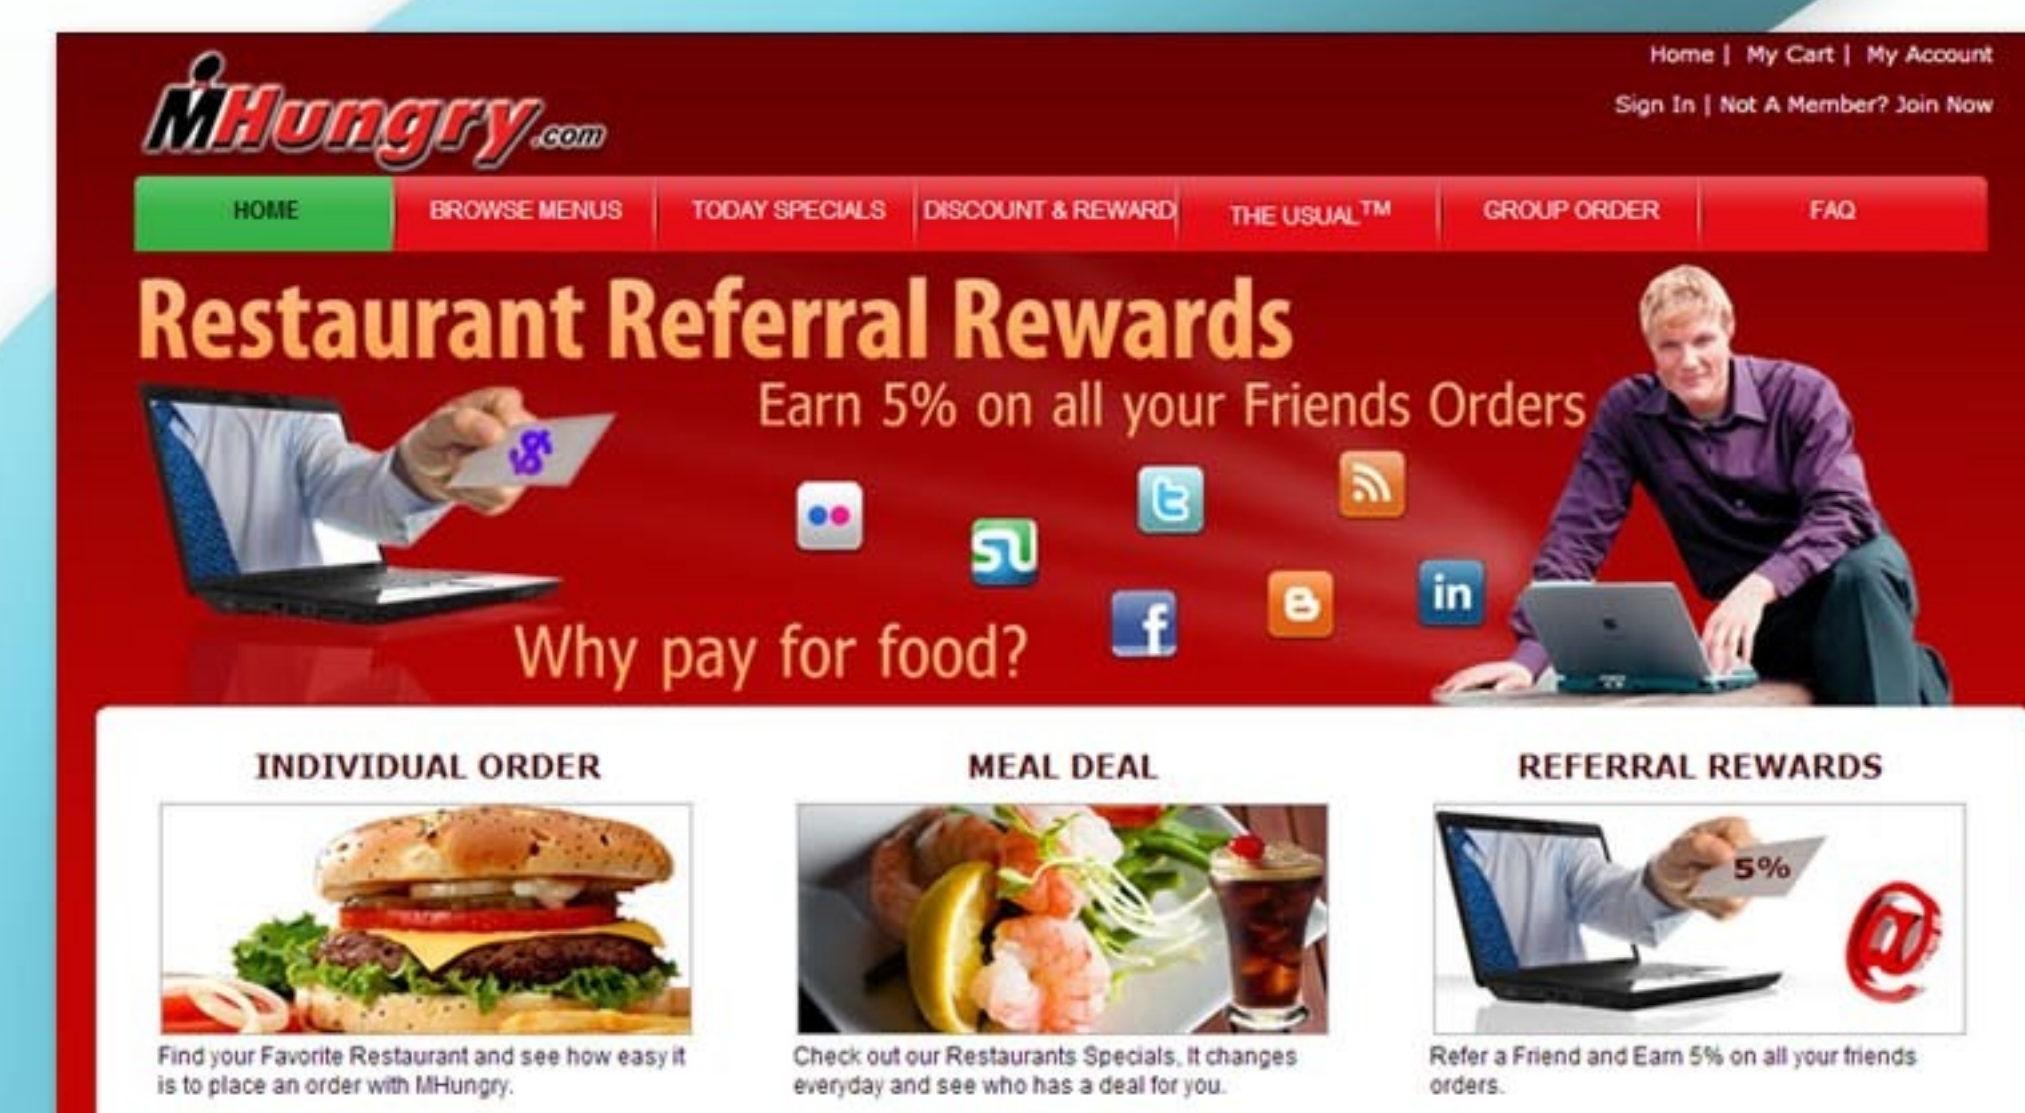 MHungry.com
Home | My Cart | My Account
Sign In | Not A Member? Join Now
HOME BROWSE MENUS TODAY SPECIALS DISCOUNT & REWARD THE USUAL™ GROUP ORDER FAQ
Restaurant Referral Rewards
Earn 5% on all your Friends Orders
$
Why pay for food?
INDIVIDUAL ORDER
Find your Favorite Restaurant and see how easy it
is to place an order with MHungry.
MEAL DEAL
Check out our Restaurants Specials, It changes
everyday and see who has a deal for you.
REFERRAL REWARDS
5%
@
Refer a Friend and Earn 5% on all your friends
orders.